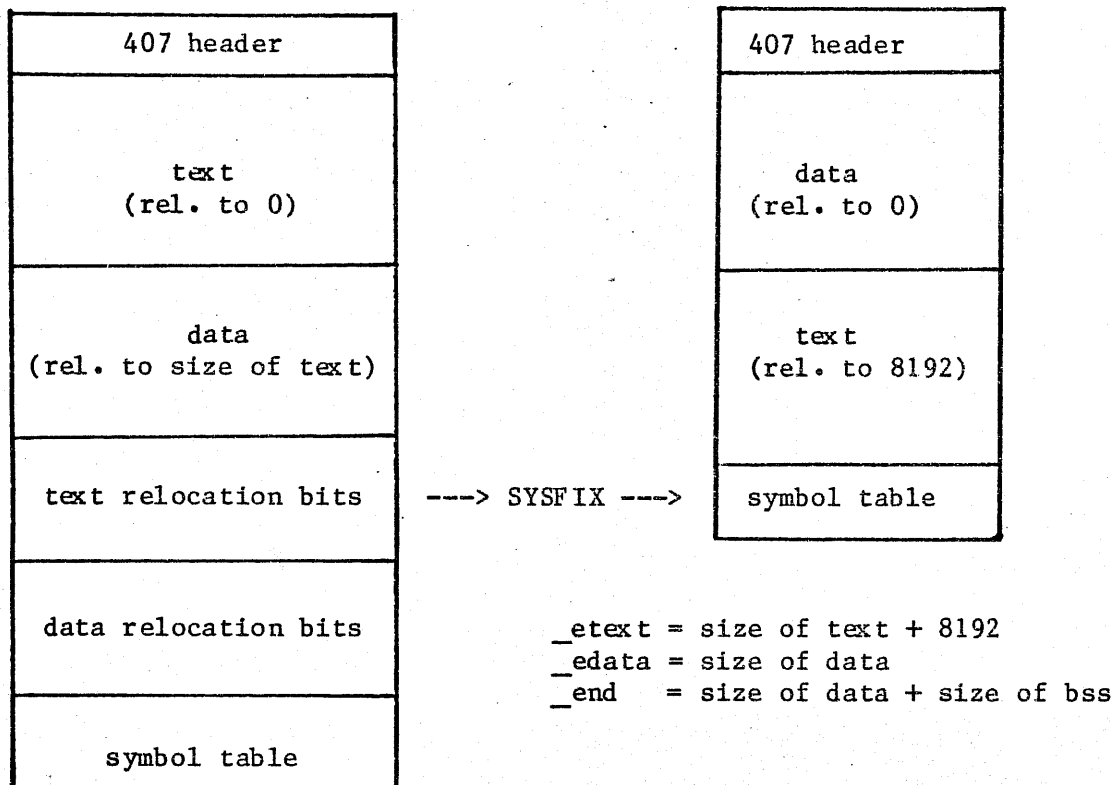 407 header
text
(rel. to 0)
data
(rel. to size of text)
text relocation bits
data relocation bits
symbol table
---> SYSFIX --->
407 header
data
(rel. to 0)
text
(rel. to 8192)
symbol table
_etext = size of text + 8192
_edata = size of data
_end = size of data + size of bss